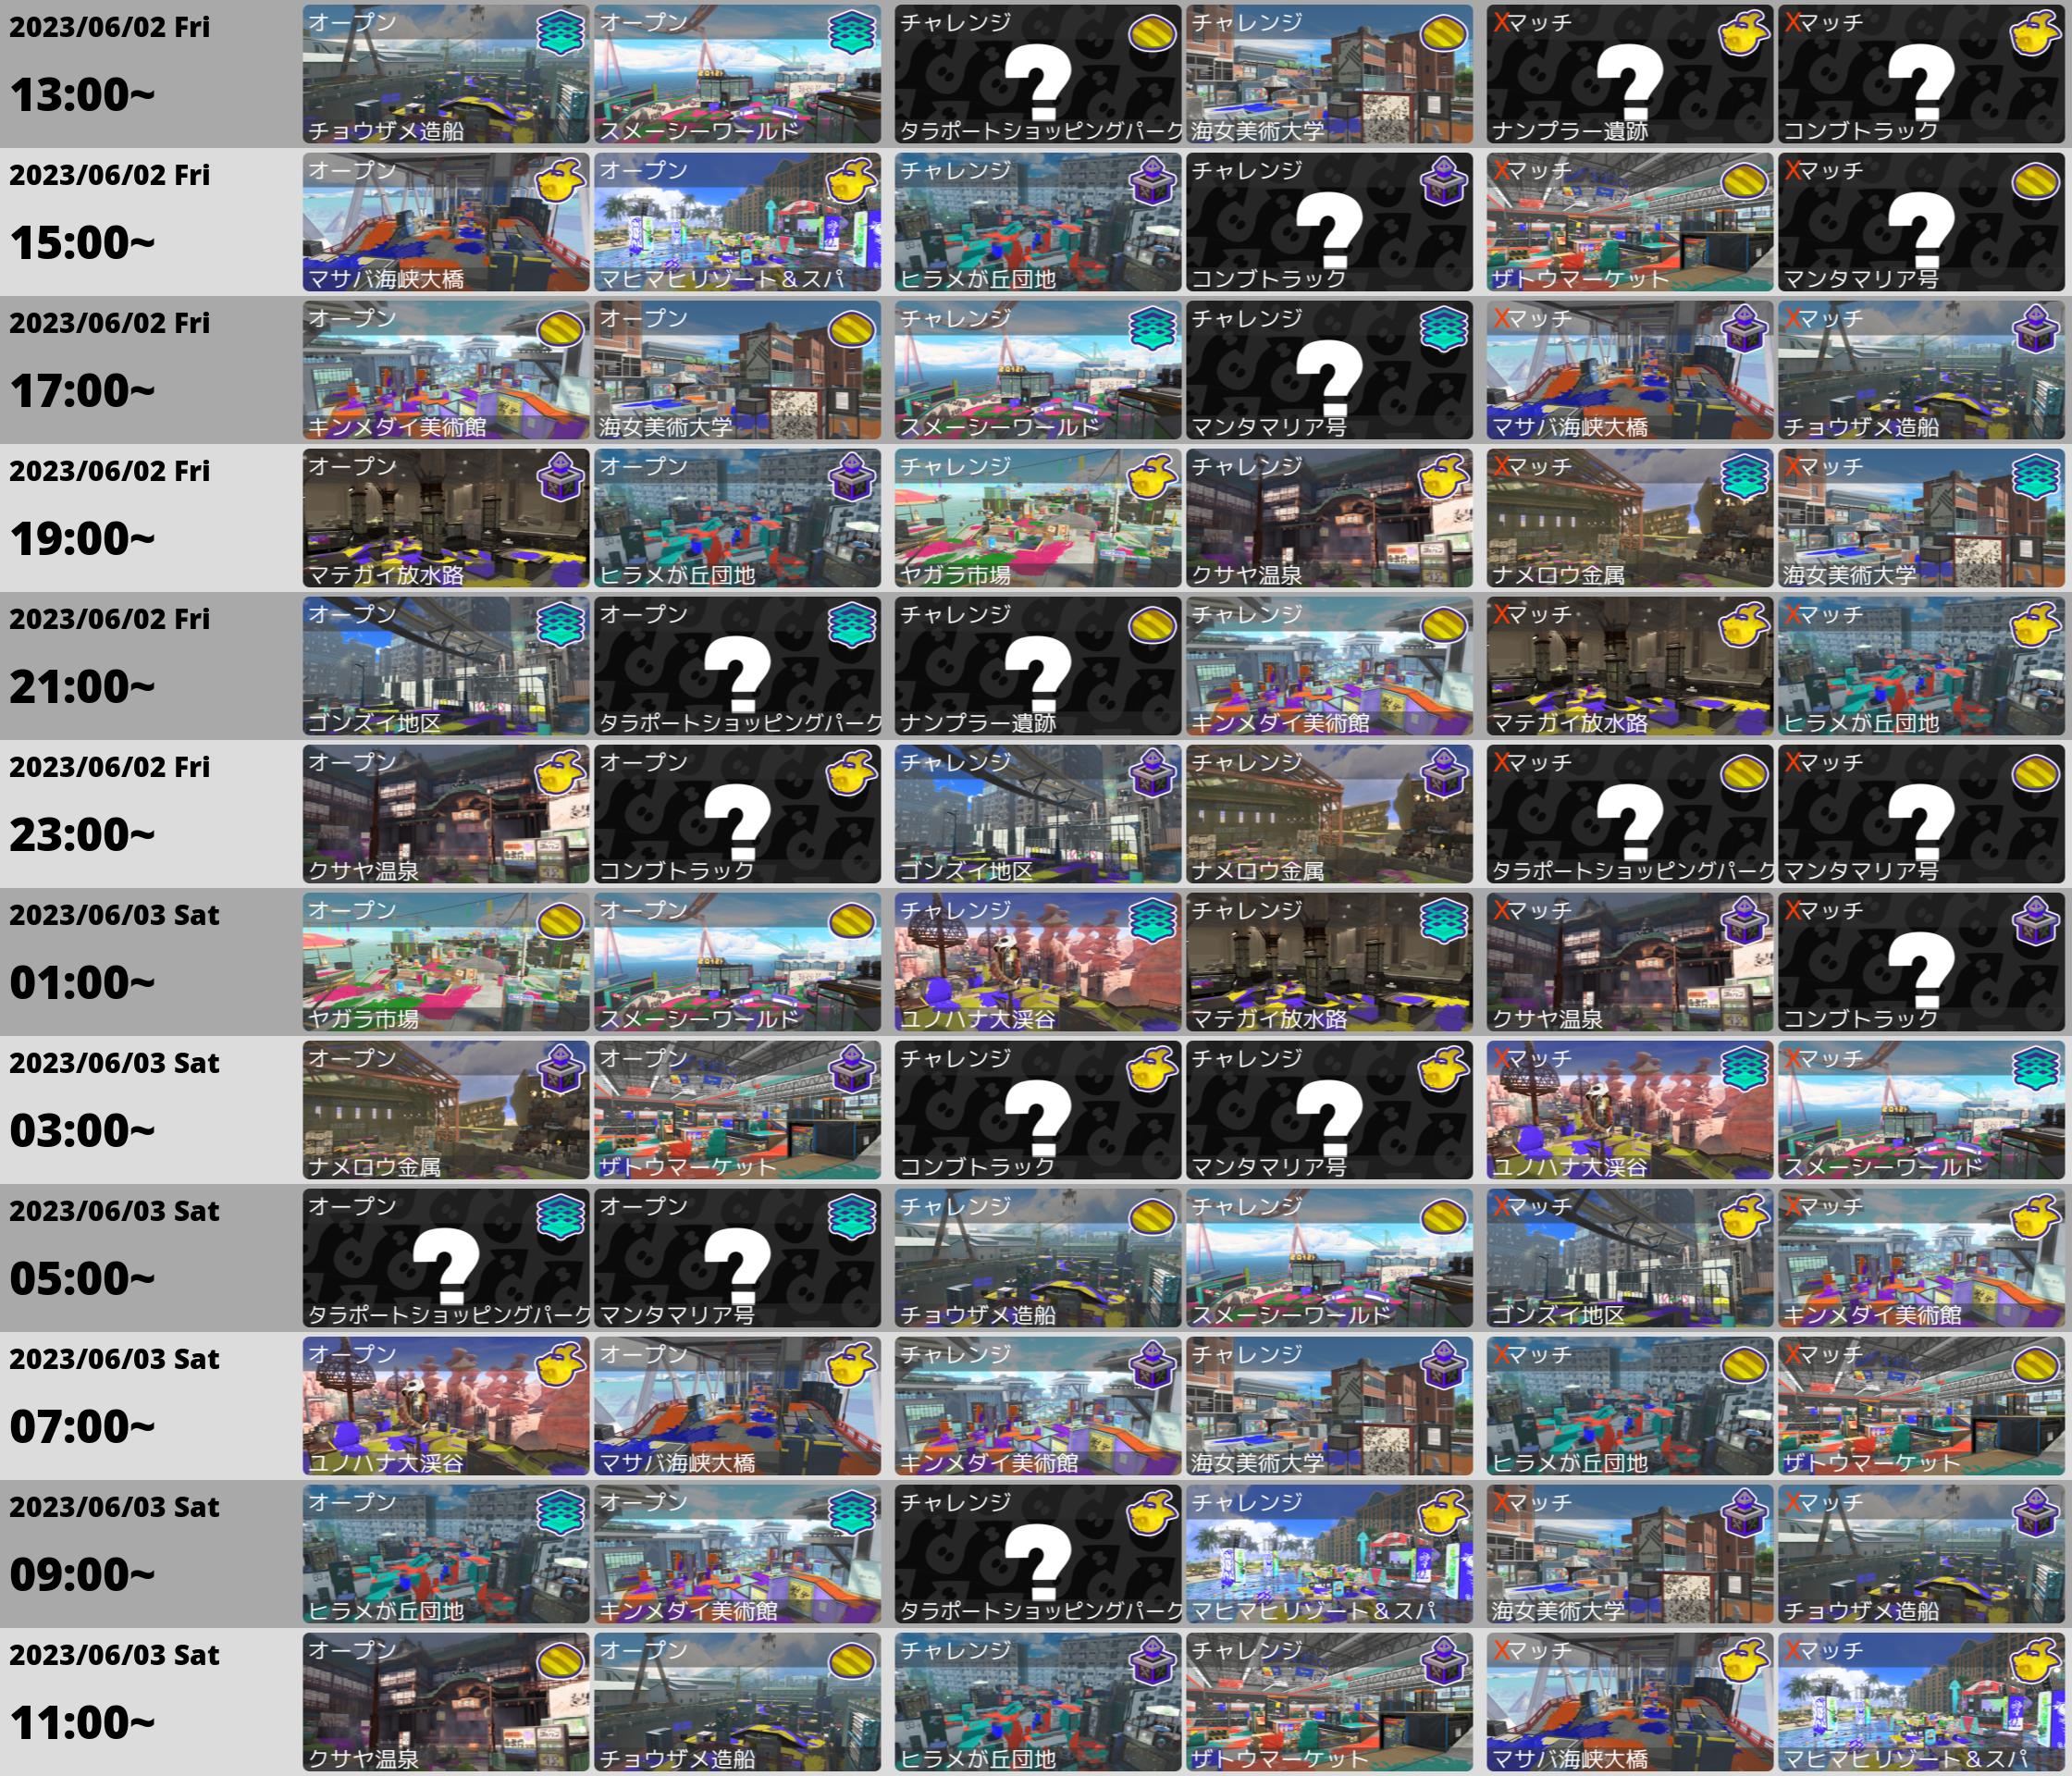 2023/06/02 Fri
13:00~
オープン
チョウザメ造船
オープン
スメーシーワールド
チャレンジ
タラポートショッピングパーク
チャレンジ
海女美術大学
Xマッチ
ナンプラー遺跡
Xマッチ
コンブトラック
2023/06/02 Fri
15:00~
オープン
マサバ海峡大橋
オープン
マヒマヒリゾート&スパ
チャレンジ
ヒラメが丘団地
チャレンジ
コンブトラック
Xマッチ
ザトウマーケット
Xマッチ
マンタマリア号
2023/06/02 Fri
17:00~
オープン
キンメダイ美術館
オープン
海女美術大学
チャレンジ
スメーシーワールド
チャレンジ
マンタマリア号
Xマッチ
マサバ海峡大橋
Xマッチ
チョウザメ造船
2023/06/02 Fri
19:00~
オープン
マテガイ放水路
オープン
ヒラメが丘団地
チャレンジ
ヤガラ市場
チャレンジ
クサヤ温泉
Xマッチ
ナメロウ金属
Xマッチ
海女美術大学
2023/06/02 Fri
21:00~
オープン
ゴンズイ地区
オープン
タラポートショッピングパーク
チャレンジ
ナンプラー遺跡
チャレンジ
キンメダイ美術館
Xマッチ
マテガイ放水路
Xマッチ
ヒラメが丘団地
2023/06/02 Fri
23:00~
オープン
クサヤ温泉
オープン
コンブトラック
チャレンジ
ゴンズイ地区
チャレンジ
ナメロウ金属
Xマッチ
タラポートショッピングパーク
Xマッチ
マンタマリア号
2023/06/03 Sat
01:00~
オープン
ヤガラ市場
オープン
スメーシーワールド
チャレンジ
ユノハナ大渓谷
チャレンジ
マテガイ放水路
Xマッチ
クサヤ温泉
Xマッチ
コンブトラック
2023/06/03 Sat
03:00~
オープン
ナメロウ金属
オープン
ザトウマーケット
チャレンジ
コンブトラック
チャレンジ
マンタマリア号
Xマッチ
ユノハナ大渓谷
Xマッチ
スメーシーワールド
2023/06/03 Sat
05:00~
オープン
タラポートショッピングパーク
オープン
マンタマリア号
チャレンジ
チョウザメ造船
チャレンジ
スメーシーワールド
Xマッチ
ゴンズイ地区
Xマッチ
キンメダイ美術館
2023/06/03 Sat
07:00~
オープン
ユノハナ大渓谷
オープン
マサバ海峡大橋
チャレンジ
キンメダイ美術館
チャレンジ
海女美術大学
Xマッチ
ヒラメが丘団地
Xマッチ
ザトウマーケット
2023/06/03 Sat
09:00~
オープン
ヒラメが丘団地
オープン
キンメダイ美術館
チャレンジ
タラポートショッピングパーク
チャレンジ
マヒマヒリゾート&スパ
Xマッチ
海女美術大学
Xマッチ
チョウザメ造船
2023/06/03 Sat
11:00~
オープン
クサヤ温泉
オープン
チョウザメ造船
チャレンジ
ヒラメが丘団地
チャレンジ
ザトウマーケット
Xマッチ
マサバ海峡大橋
Xマッチ
マヒマヒリゾート&スパ